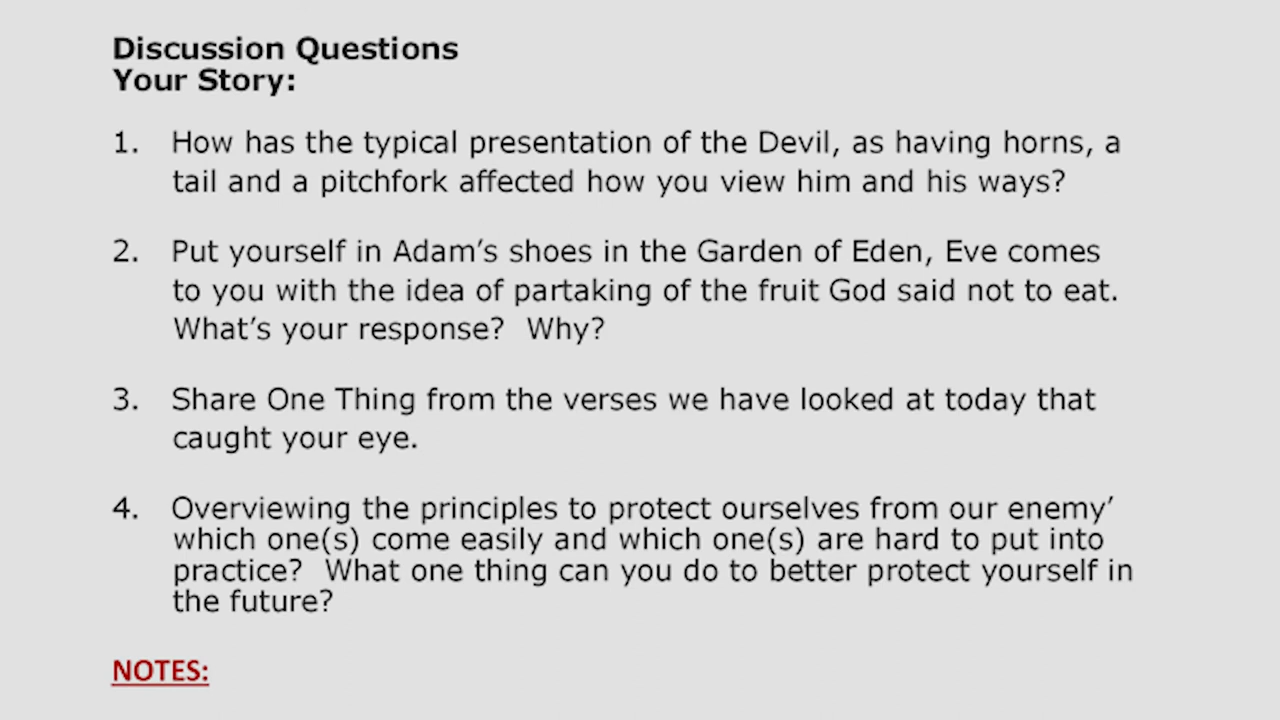 Discussion Questions
Your Story:
1. How has the typical presentation of the Devil, as having horns, a
tail and a pitchfork affected how you view him and his ways?
2. Put yourself in Adam’s shoes in the Garden of Eden, Eve comes
to you with the idea of partaking of the fruit God said not to eat.
What’s your response?  Why?
3. Share One Thing from the verses we have looked at today that
caught your eye.
4. Overviewing the principles to protect ourselves from our enemy’
which one(s) come easily and which one(s) are hard to put into
practice?  What one thing can you do to better protect yourself in
the future?
NOTES: